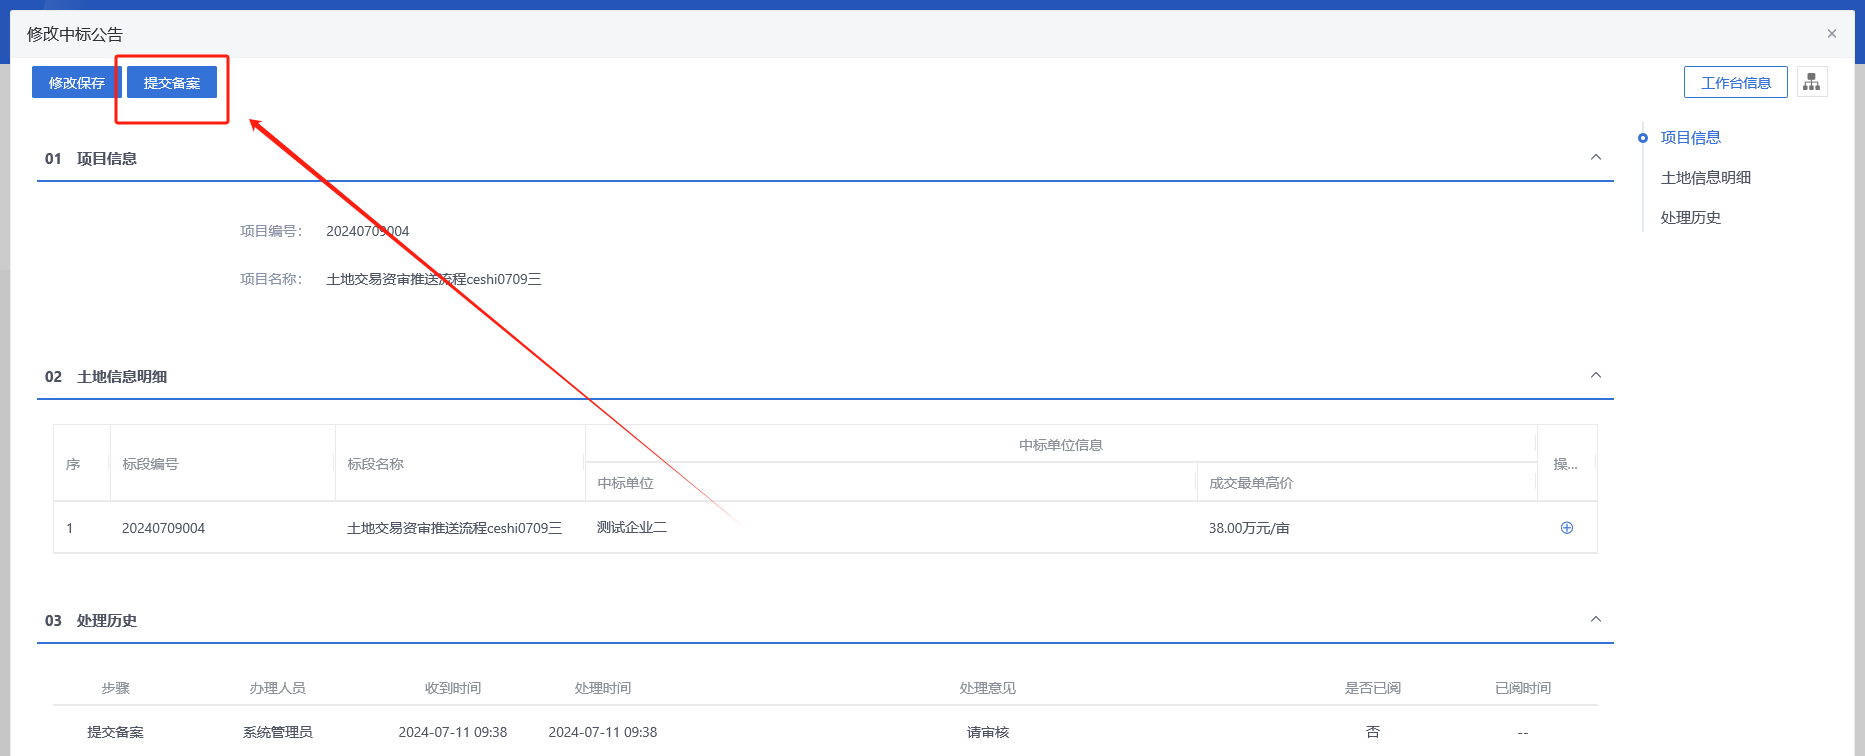 修改中标公告
修改保存 提交备案 工作台信息
项目信息
土地信息明细
处理历史
01 项目信息
项目编号： 20240709004
项目名称： 土地交易资审推送流程ceshi0709三
02 土地信息明细
序 标段编号 标段名称 中标单位信息 操...
中标单位 成交最单高价
1 20240709004 土地交易资审推送流程ceshi0709三 测试企业二 38.00万元/亩
03 处理历史
步骤 办理人员 收到时间 处理时间 处理意见 是否已阅 已阅时间
提交备案 系统管理员 2024-07-11 09:38 2024-07-11 09:38 请审核 否 --